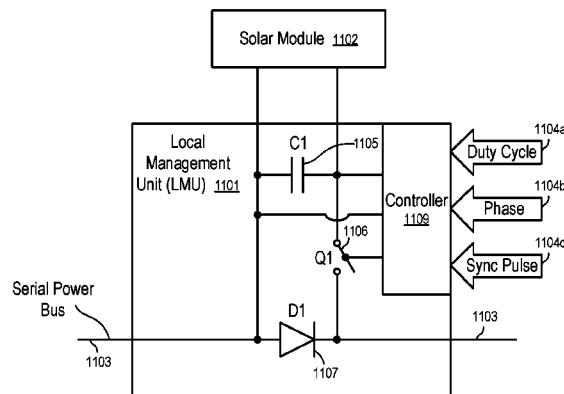 Solar Module 1102
Local
Management
Unit (LMU) 1101
C1
1105
Controller
1109
1104a
Duty Cycle
1104b
Phase
1104c
Sync Pulse
1106
Q1
Serial Power
Bus
D1
1103
1103
1107